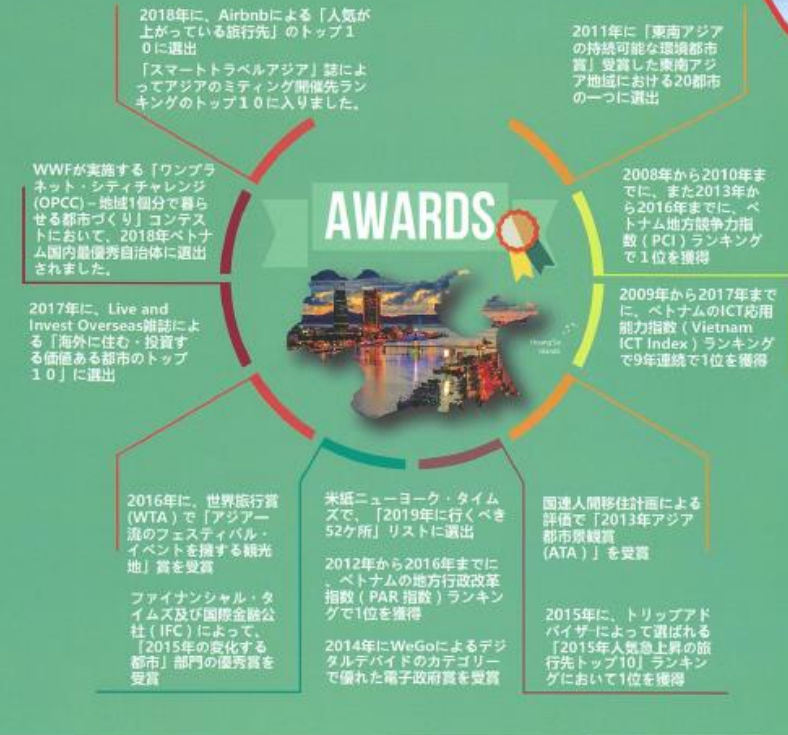 2018年に、Airbnbによる「人気が
上がっている旅行先」のトップ１
０に選出
「スマートトラベルアジア」誌によ
ってアジアのミーティング開催先ラン
キングのトップ１０に入りました。
2011年に「東南アジア
の持続可能な環境都市
賞」受賞した東南アジ
ア地域における20都市
の一つに選出
WWFが実施する「ワンプラ
ネット・シティチャレンジ
(OPCC) – 地域1個分で暮ら
せる都市づくり」コンテス
トにおいて、2018年ベトナ
ム国内最優秀自治体に選出
されました。
2008年から2010年ま
でに、また2013年か
ら2016年までに、ベ
トナム地方競争力指
数（PCI）ランキング
で１位を獲得
AWARDS
2017年に、Live and
Invest Overseas雑誌によ
る「海外に住む・投資す
る価値ある都市のトップ
１０」に選出
2009年から2017年まで
に、ベトナムのICT応用
能力指数（Vietnam
ICT Index）ランキング
で9年連続で1位を獲得
HoangSa
islands
2016年に、世界旅行賞
(WTA）で「アジア一
流のフェスティバル・
イベントを擁する観光
地」賞を受賞
ファイナンシャル・タ
イムズ及び国際金融公
社（IFC）によって、
「2015年の変化する
都市」部門の優秀賞を
受賞
米紙ニューヨーク・タイム
ズで、「2019年に行くべき
52ケ所」リストに選出
2012年から2016年までに
、ベトナムの地方行政改革
指数（PAR 指数）ランキン
グで1位を獲得
2014年にWeGoによるデジ
タルデバイドのカテゴリー
で優れた電子政府賞を受賞
国連人間移住計画による
評価で「2013年アジア
都市景観賞
(ATA）」を受賞
2015年に、トリップアド
バイザーによって選ばれる
「2015年人気急上昇の旅
行先トップ10」ランキン
グにおいて1位を獲得